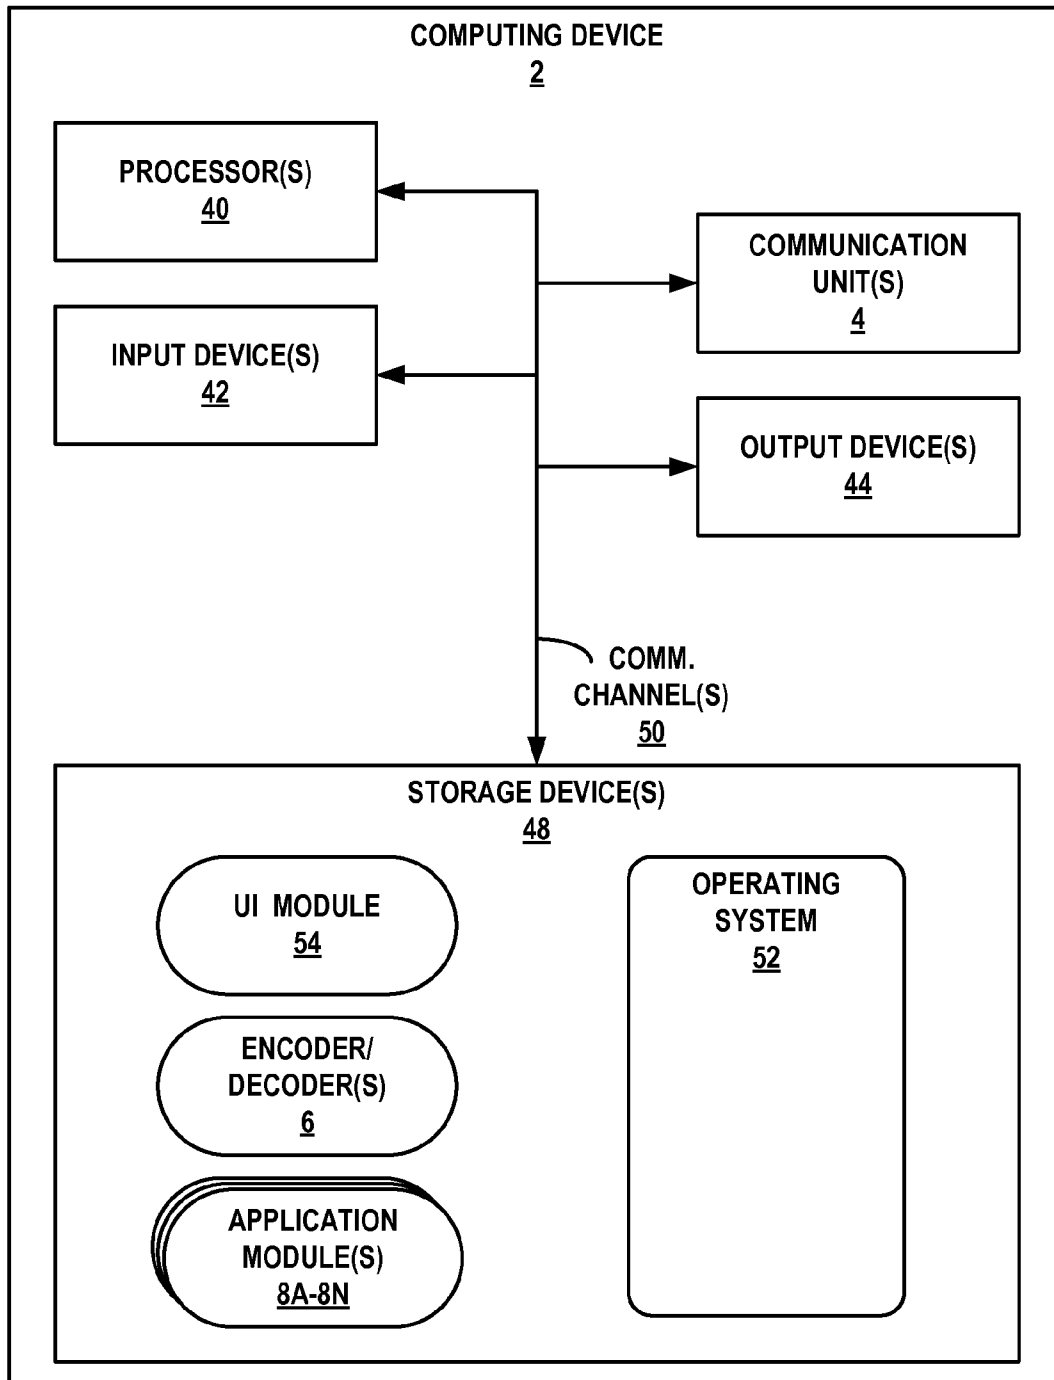 COMPUTING DEVICE
2
PROCESSOR(S)
40
COMMUNICATION
UNIT(S)
4
INPUT DEVICE(S)
42
OUTPUT DEVICE(S)
44
COMM.
CHANNEL(S)
50
STORAGE DEVICE(S)
48
UI MODULE
54
OPERATING
SYSTEM
52
ENCODER/
DECODER(S)
6
APPLICATION
MODULE(S)
8A-8N